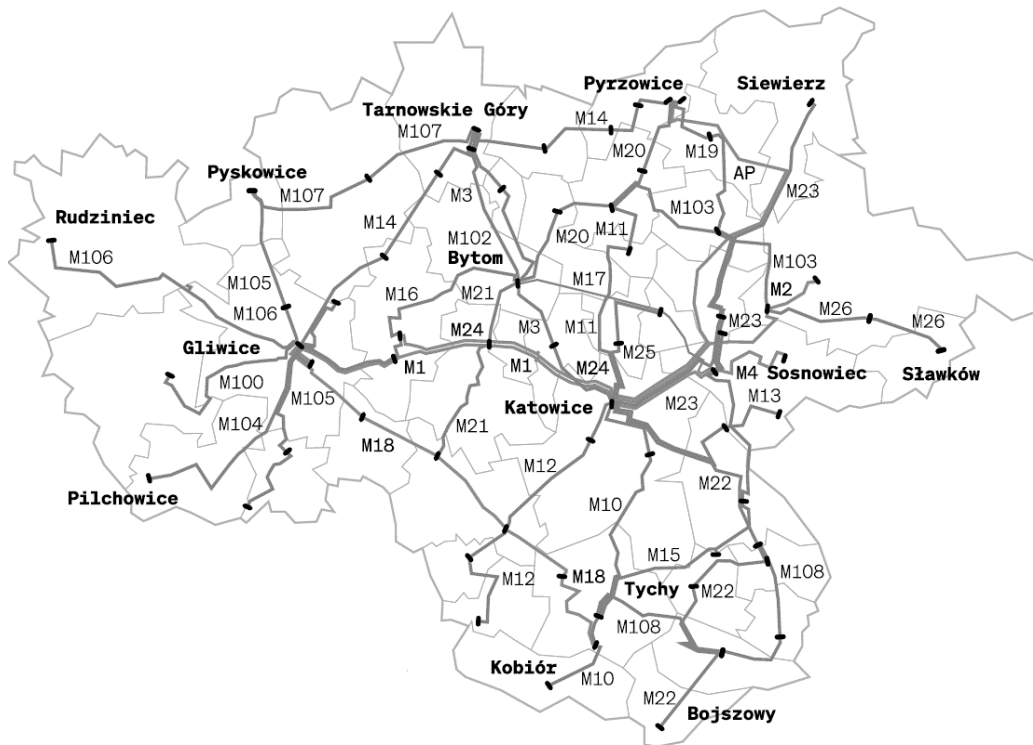 Pyrzowice
Siewierz
Tarnowskie Góry
M107
M14
M20
M19
AP
Pyskowice
M107
M3
M23
Rudziniec
M14
M11
M103
M106
M102
M20
Bytom
M17
M103
M105
M16
M21
M2
M106
M3
M11
M23
M26
M26
Gliwice
M24
M1
M1
M25
M24
M4
Sosnowiec
Sławków
M100
M105
Katowice
M23
M13
M104
M18
M21
M12
M22
Pilchowice
M10
M15
M12
M18
Tychy
M22
M108
M108
Kobiór
M10
M22
Bojszowy